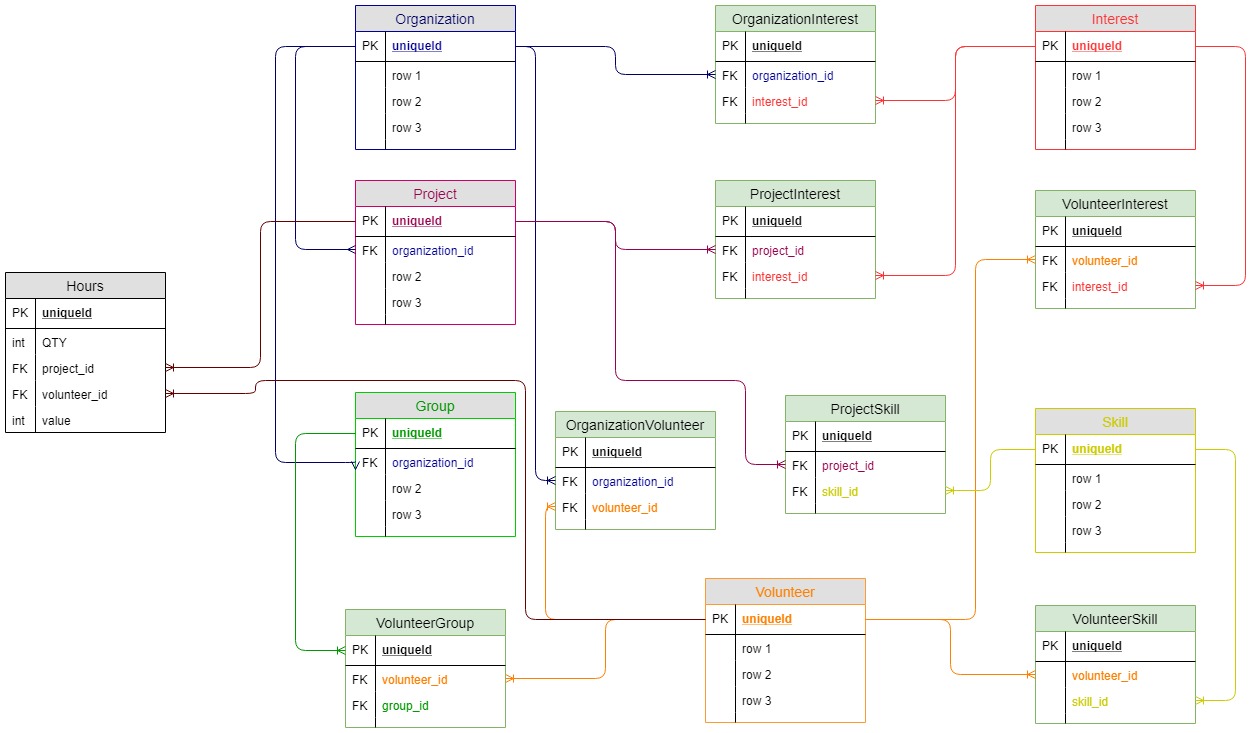 Organization
PK uniqueId
row 1
row 2
row 3
OrganizationInterest
PK uniqueId
FK organization_id
FK interest_id
Interest
PK uniqueId
row 1
row 2
row 3
Project
PK uniqueId
FK organization_id
row 2
row 3
ProjectInterest
PK uniqueId
FK project_id
FK interest_id
VolunteerInterest
PK uniqueId
FK volunteer_id
FK interest_id
Hours
PK uniqueId
int QTY
FK project_id
FK volunteer_id
int value
Group
PK uniqueId
FK organization_id
row 2
row 3
OrganizationVolunteer
PK uniqueId
FK organization_id
FK volunteer_id
ProjectSkill
PK uniqueId
FK project_id
FK skill_id
Skill
PK uniqueId
row 1
row 2
row 3
VolunteerGroup
PK uniqueId
FK volunteer_id
FK group_id
Volunteer
PK uniqueId
row 1
row 2
row 3
VolunteerSkill
PK uniqueId
FK volunteer_id
FK skill_id